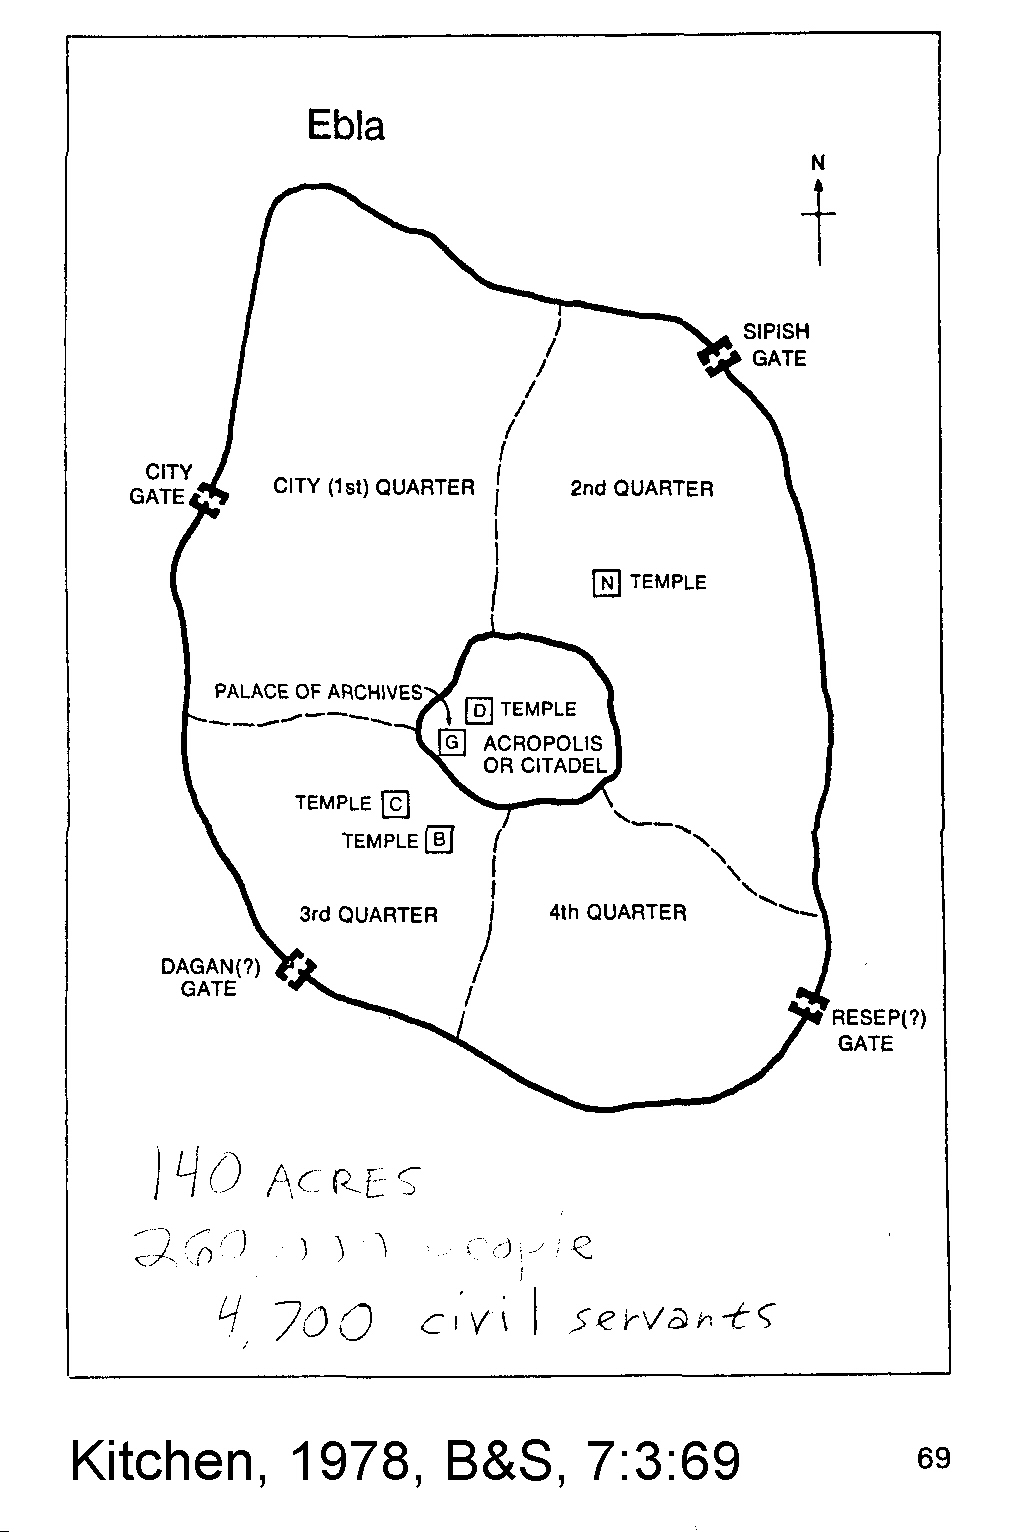 Ebla
N
SIPISH
GATE
CITY
GATE
CITY (1st) QUARTER
2nd QUARTER
N TEMPLE
PALACE OF ARCHIVES
D TEMPLE
G ACROPOLIS
OR CITADEL
TEMPLE C
TEMPLE B
3rd QUARTER
4th QUARTER
DAGAN(?)
GATE
RESEP(?)
GATE
140 ACRES
260
4,700 civil servants
Kitchen, 1978, B&S, 7:3:69
69